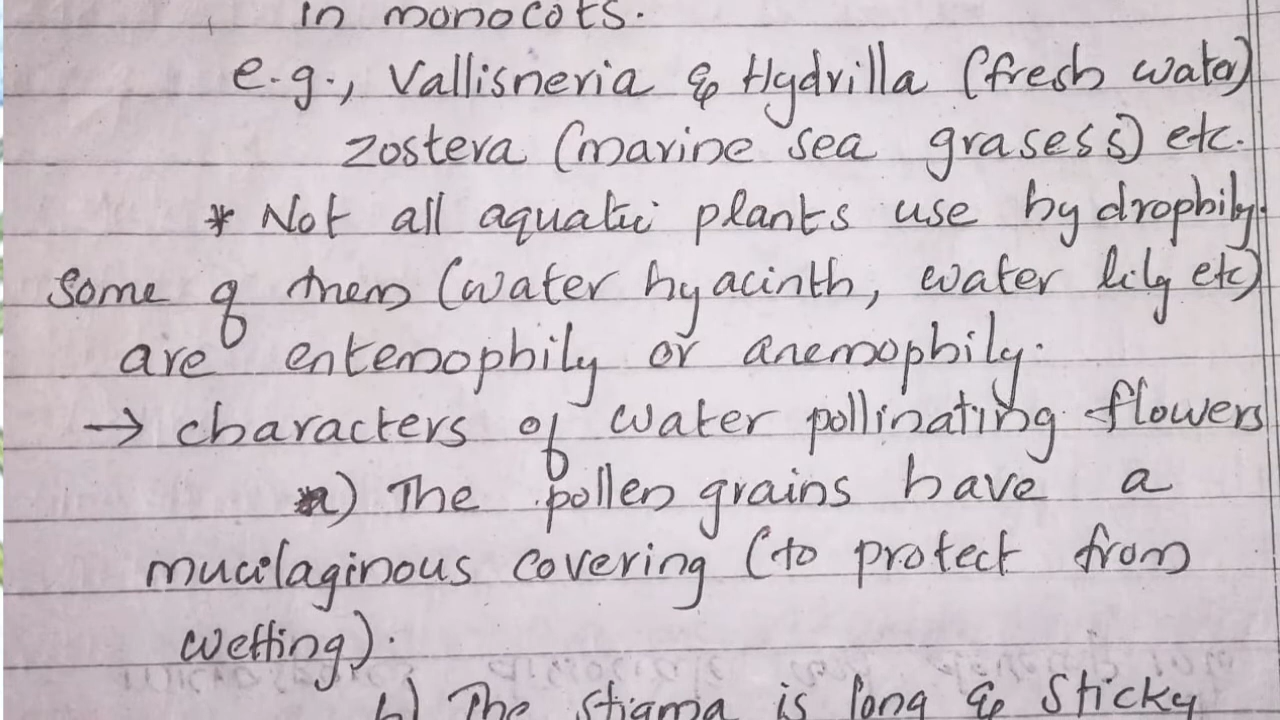 in monocots.
e.g., Vallisneria & Hydrilla (fresh water)
Zostera (marine sea grasess) etc.
* Not all aquatic plants use hydrophily.
Some of them (water hyacinth, water lily etc)
are entemophily or anemophily.
→ characters of water pollinating flowers
a) The pollen grains have a
mucilaginous covering (to protect from
wetting).
b) The stigma is long & sticky